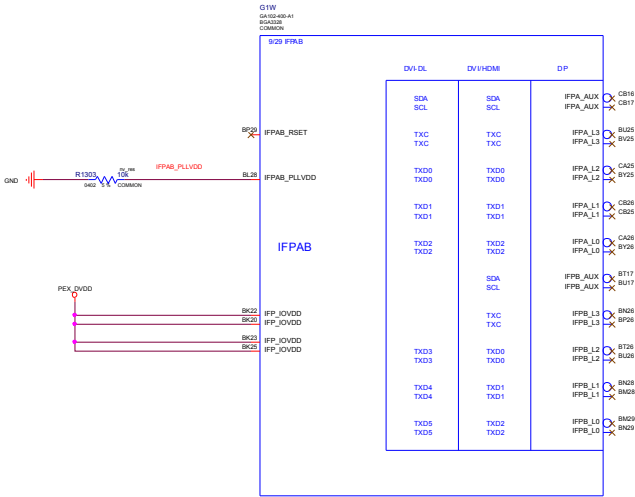 G1W
GA102-400-A1
BGA3328
COMMON
9/29 IFPAB
DVI-DL DVI/HDMI DP
SDA SDA IFPA_AUX CB16
SCL SCL IFPA_AUX CB17
BP29 IFPAB_RSET
TXC TXC IFPA_L3 BU25
TXC TXC IFPA_L3 BV25
GND R1303 nv_res 10k IFPAB_PLLVDD BL28 IFPAB_PLLVDD
0402 5 % COMMON
TXD0 TXD0 IFPA_L2 CA25
TXD0 TXD0 IFPA_L2 BY25
TXD1 TXD1 IFPA_L1 CB26
TXD1 TXD1 IFPA_L1 CB25
IFPAB
TXD2 TXD2 IFPA_L0 CA26
TXD2 TXD2 IFPA_L0 BY26
SDA IFPB_AUX BT17
SCL IFPB_AUX BU17
PEX_DVDD
BK22 IFP_IOVDD
BK20 IFP_IOVDD
BK23 IFP_IOVDD
BK25 IFP_IOVDD
TXC IFPB_L3 BN26
TXC IFPB_L3 BP26
TXD3 TXD0 IFPB_L2 BT26
TXD3 TXD0 IFPB_L2 BU26
TXD4 TXD1 IFPB_L1 BN28
TXD4 TXD1 IFPB_L1 BM28
TXD5 TXD2 IFPB_L0 BM29
TXD5 TXD2 IFPB_L0 BN29